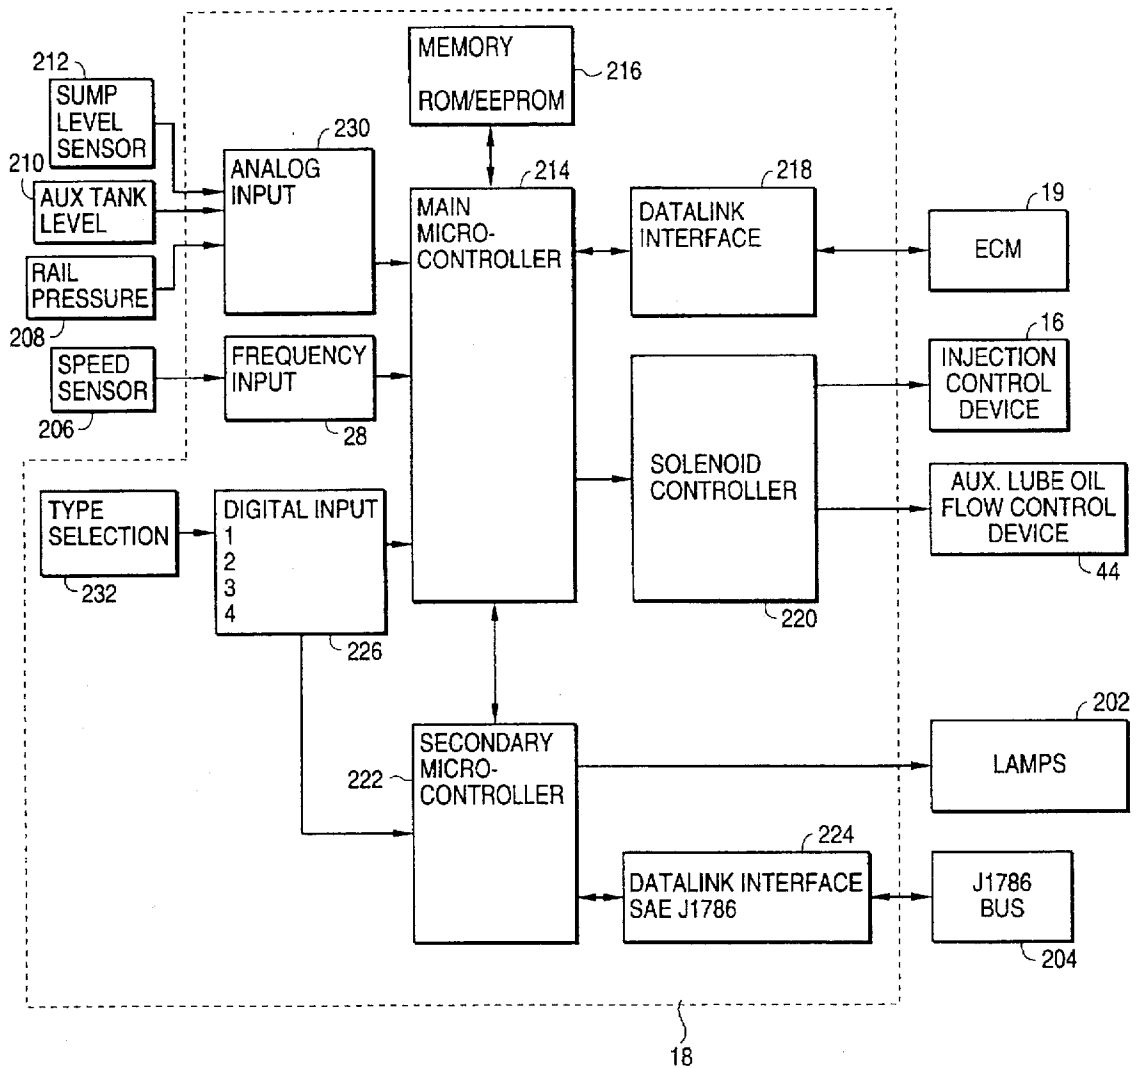 212
SUMP
LEVEL
SENSOR
210
AUX TANK
LEVEL
RAIL
PRESSURE
208
SPEED
SENSOR
206
MEMORY
ROM/EEPROM
216
230
ANALOG
INPUT
FREQUENCY
INPUT
28
214
MAIN
MICRO-
CONTROLLER
218
DATALINK
INTERFACE
19
ECM
16
INJECTION
CONTROL
DEVICE
SOLENOID
CONTROLLER
220
AUX. LUBE OIL
FLOW CONTROL
DEVICE
44
TYPE
SELECTION
232
DIGITAL INPUT
1
2
3
4
226
222
SECONDARY
MICRO-
CONTROLLER
202
LAMPS
224
DATALINK INTERFACE
SAE J1786
J1786
BUS
204
18